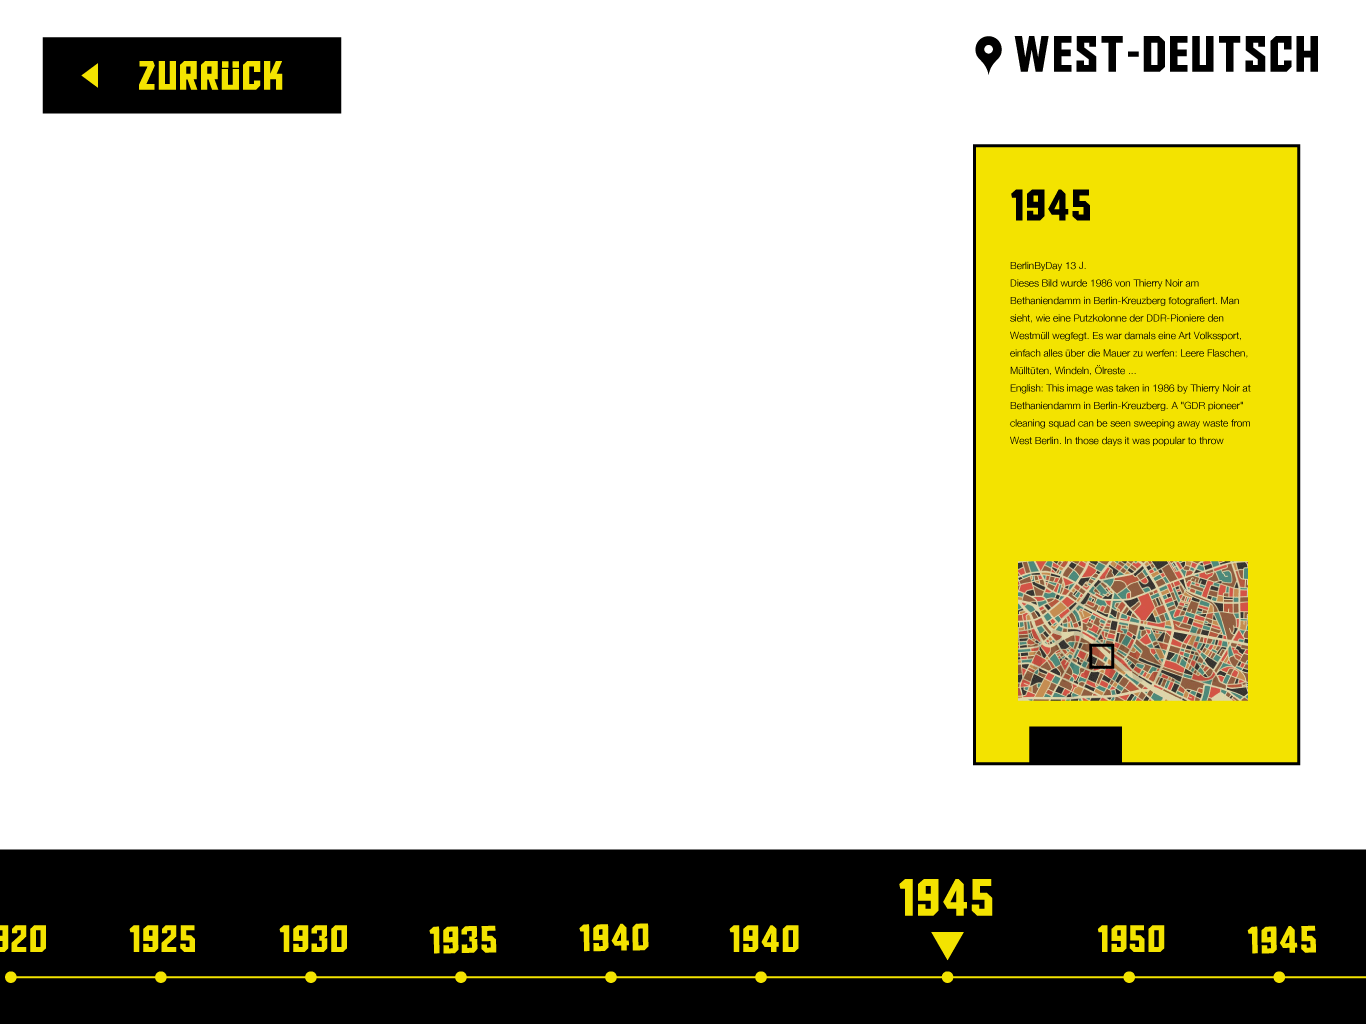 ZURRÜCK
WEST-DEUTSCH
1945
BerlinByDay 13 J.
Dieses Bild wurde 1986 von Thierry Noir am
Bethaniendamm in Berlin-Kreuzberg fotografiert. Man
sieht, wie eine Putzkolonne der DDR-Pioniere den
Westmüll wegfegt. Es war damals eine Art Volkssport,
einfach alles über die Mauer zu werfen: Leere Flaschen,
Mülltüten, Windeln, Ölreste ...
English: This image was taken in 1986 by Thierry Noir at
Bethaniendamm in Berlin-Kreuzberg. A "GDR pioneer"
cleaning squad can be seen sweeping away waste from
West Berlin. In those days it was popular to throw
920 1925 1930 1935 1940 1940 1945 1950 1945